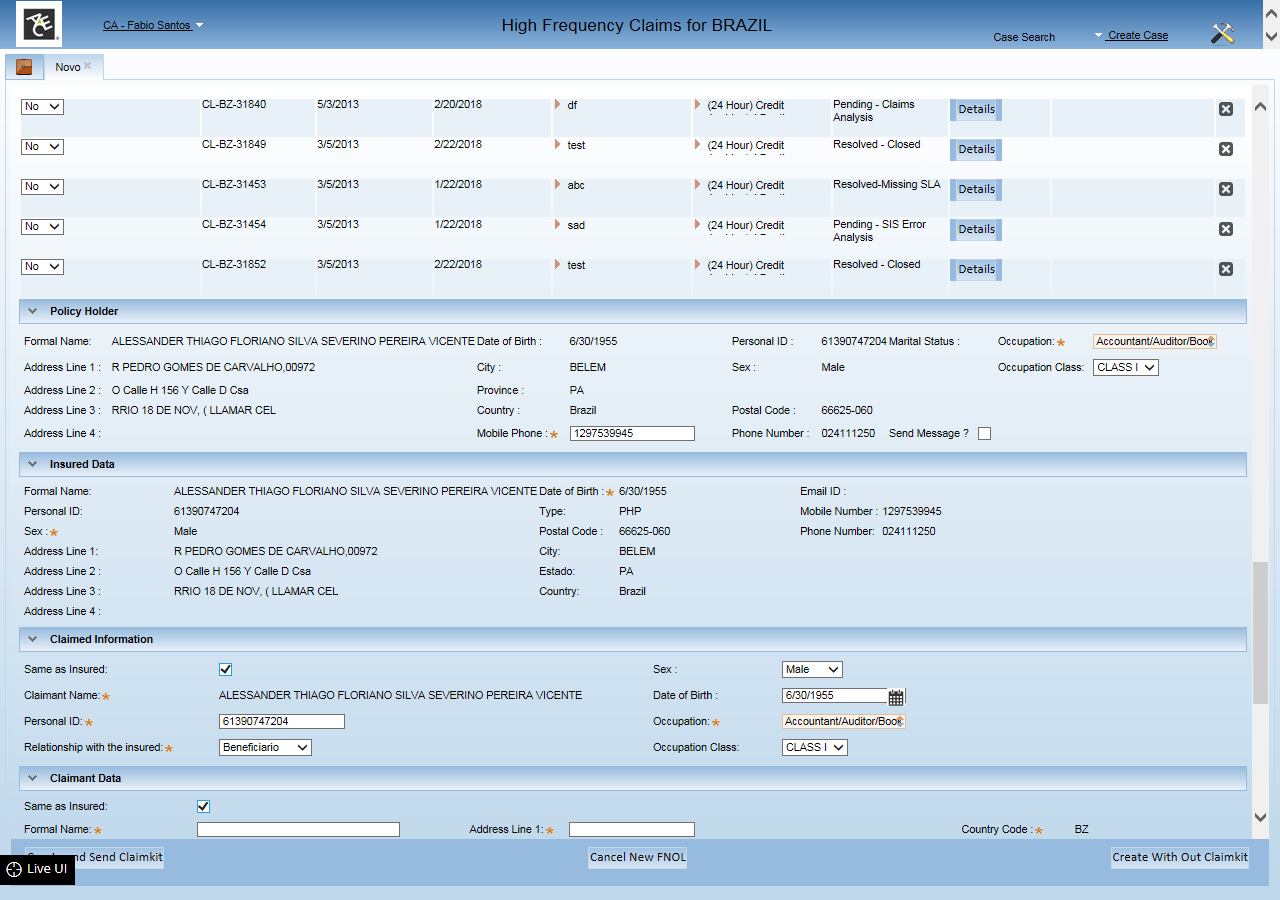 ACE CA - Fabio Santos High Frequency Claims for BRAZIL Case Search Create Case
Novo
No CL-BZ-31840 5/3/2013 2/20/2018 df (24 Hour) Credit Pending - Claims Analysis Details
No CL-BZ-31849 3/5/2013 2/22/2018 test (24 Hour) Credit Resolved - Closed Details
No CL-BZ-31453 3/5/2013 1/22/2018 abc (24 Hour) Credit Resolved-Missing SLA Details
No CL-BZ-31454 3/5/2013 1/22/2018 sad (24 Hour) Credit Pending - SIS Error Analysis Details
No CL-BZ-31852 3/5/2013 2/22/2018 test (24 Hour) Credit Resolved - Closed Details
Policy Holder
Formal Name: ALESSANDER THIAGO FLORIANO SILVA SEVERINO PEREIRA VICENTE Date of Birth : 6/30/1955 Personal ID : 61390747204 Marital Status : Occupation: * Accountant/Auditor/Book
Address Line 1 : R PEDRO GOMES DE CARVALHO,00972 City : BELEM Sex : Male Occupation Class: CLASS I
Address Line 2 : O Calle H 156 Y Calle D Csa Province : PA
Address Line 3 : RRIO 18 DE NOV, ( LLAMAR CEL Country : Brazil Postal Code : 66625-060
Address Line 4 : Mobile Phone : * 1297539945 Phone Number : 024111250 Send Message ?
Insured Data
Formal Name: ALESSANDER THIAGO FLORIANO SILVA SEVERINO PEREIRA VICENTE Date of Birth : * 6/30/1955 Email ID :
Personal ID: 61390747204 Type: PHP Mobile Number : 1297539945
Sex : * Male Postal Code : 66625-060 Phone Number: 024111250
Address Line 1: R PEDRO GOMES DE CARVALHO,00972 City: BELEM
Address Line 2 : O Calle H 156 Y Calle D Csa Estado: PA
Address Line 3 : RRIO 18 DE NOV, ( LLAMAR CEL Country: Brazil
Address Line 4 :
Claimed Information
Same as Insured: Sex : Male
Claimant Name: * ALESSANDER THIAGO FLORIANO SILVA SEVERINO PEREIRA VICENTE Date of Birth : 6/30/1955
Personal ID: * 61390747204 Occupation: * Accountant/Auditor/Book
Relationship with the insured: * Beneficiario Occupation Class: CLASS I
Claimant Data
Same as Insured:
Formal Name: * Address Line 1: * Country Code : * BZ
nd Send Claimkit Cancel New FNOL Create With Out Claimkit
Live UI